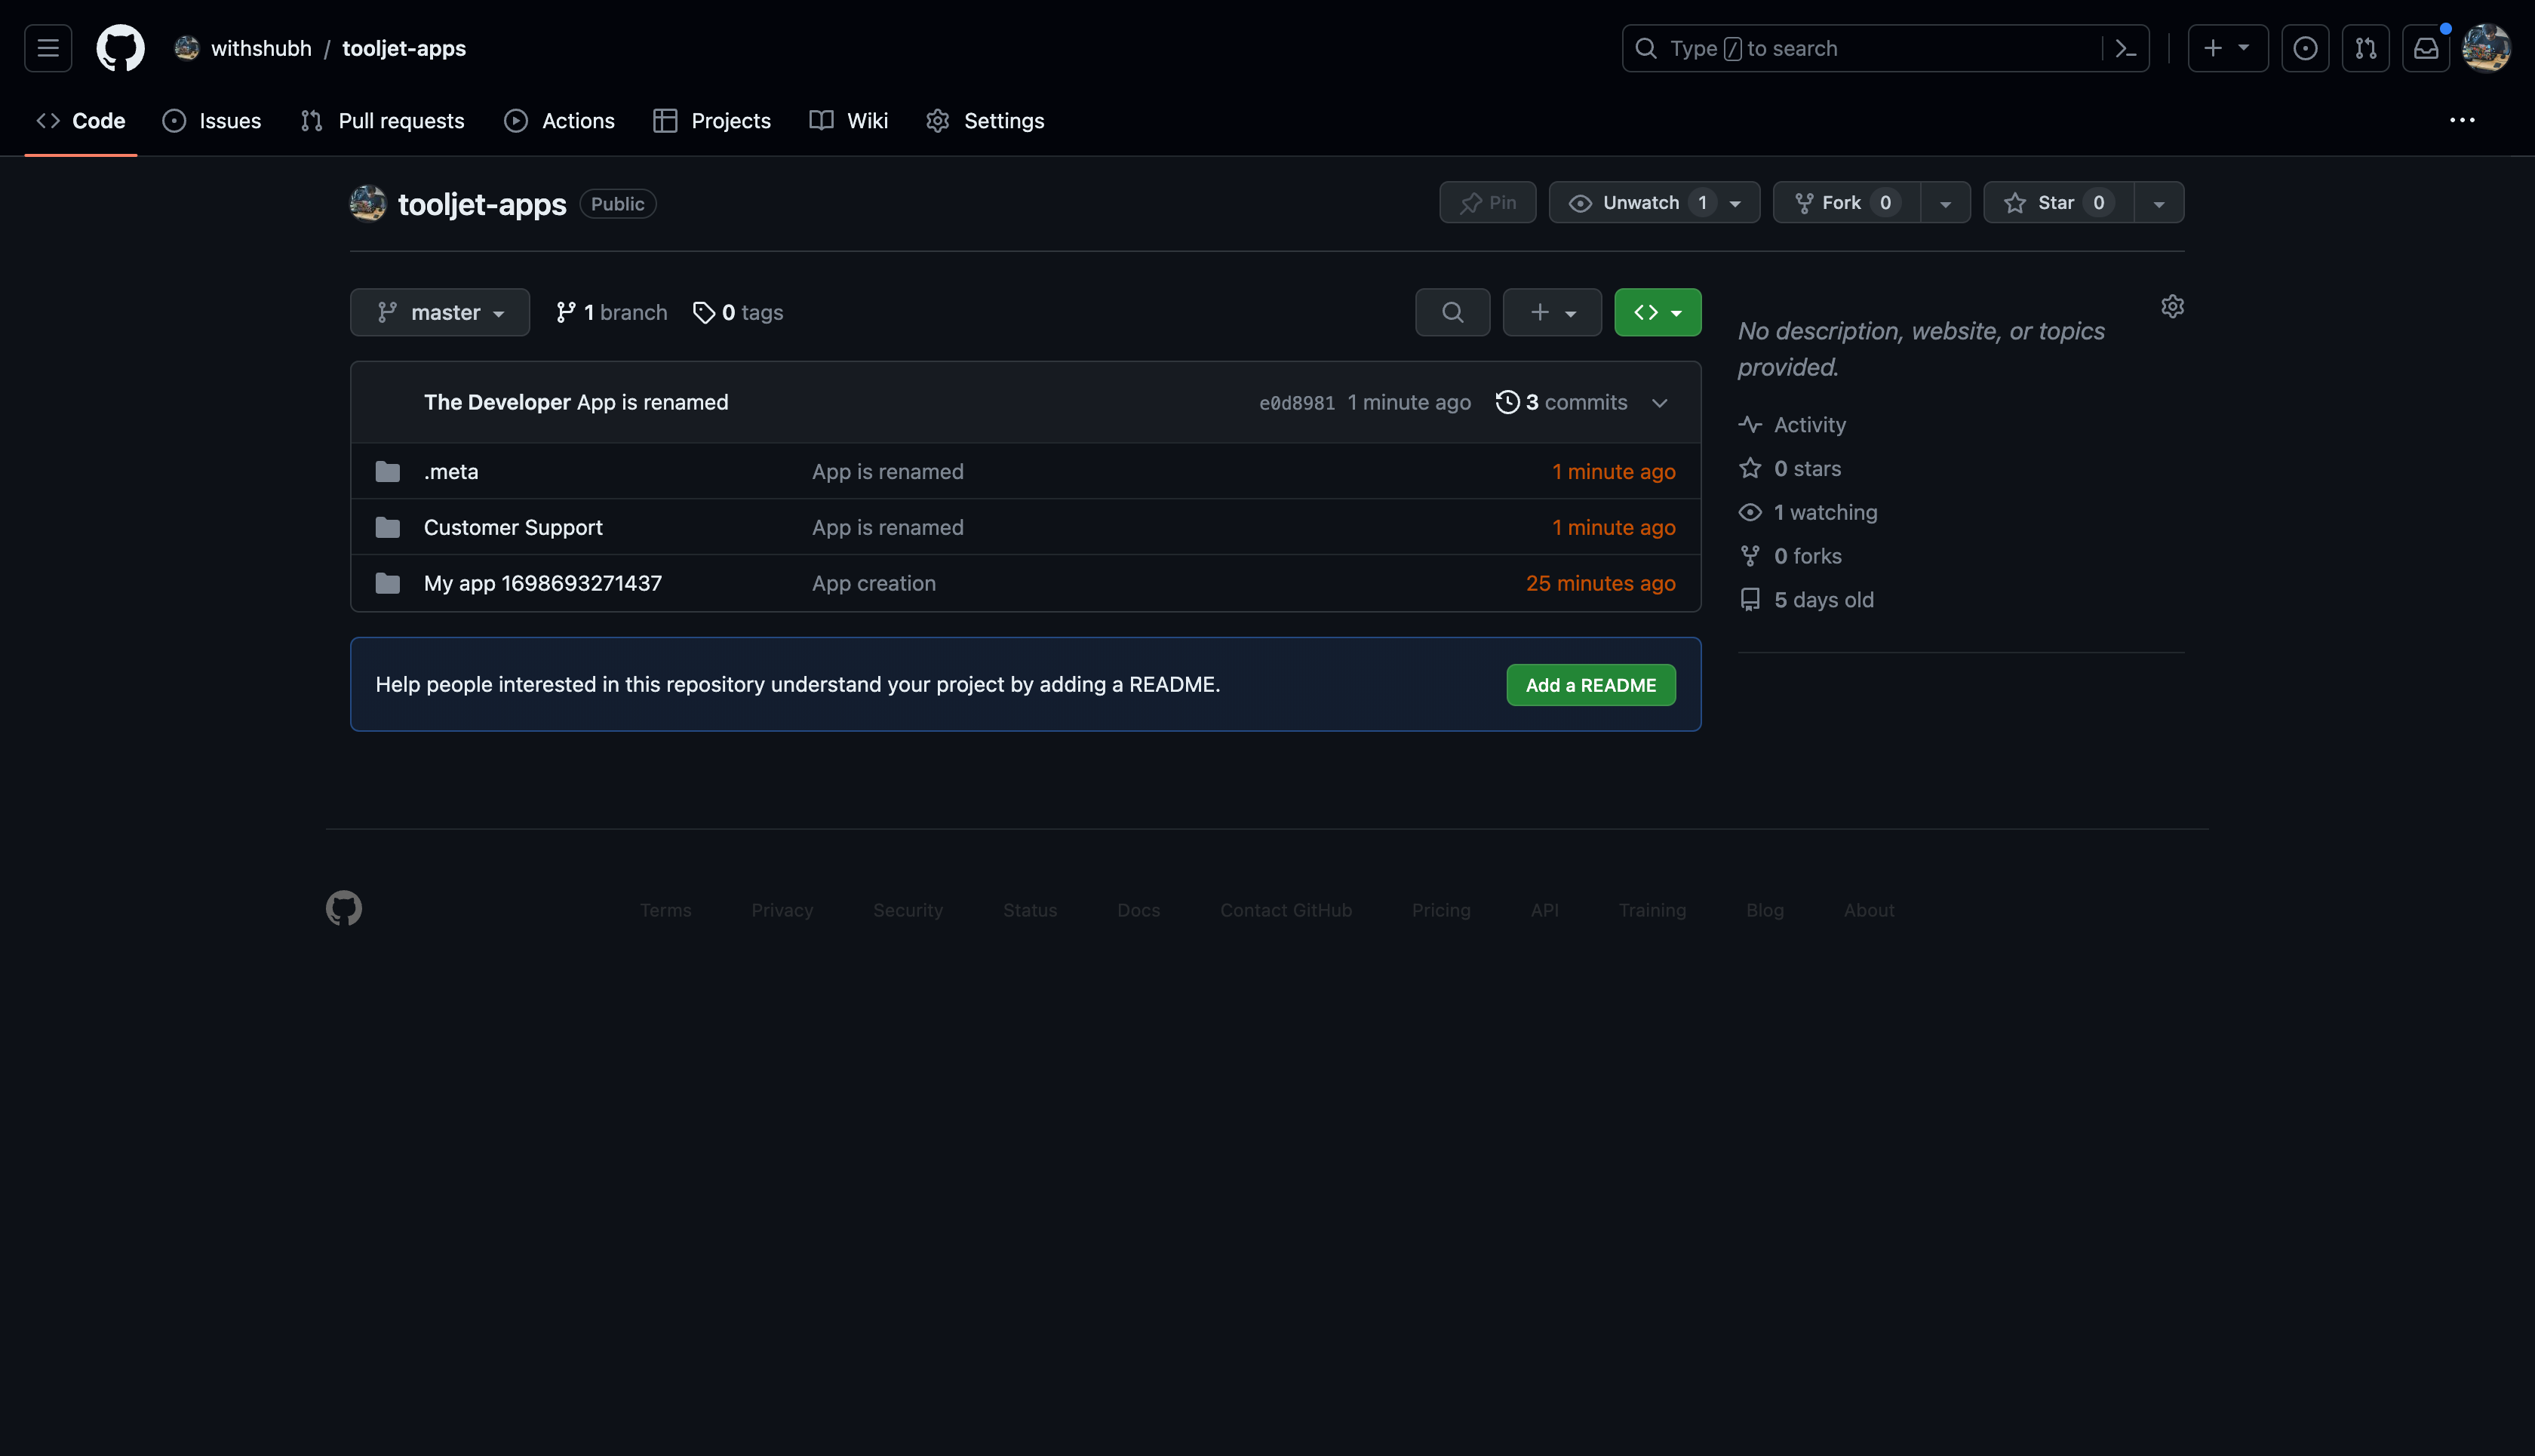 withshubh / tooljet-apps
Type / to search
Code Issues Pull requests Actions Projects Wiki Settings
tooljet-apps Public
Pin Unwatch 1 Fork 0 Star 0
master 1 branch 0 tags
The Developer App is renamed e0d8981 1 minute ago 3 commits
.meta App is renamed 1 minute ago
Customer Support App is renamed 1 minute ago
My app 1698693271437 App creation 25 minutes ago
Help people interested in this repository understand your project by adding a README. Add a README
No description, website, or topics
provided.
Activity
0 stars
1 watching
0 forks
5 days old
Terms Privacy Security Status Docs Contact GitHub Pricing API Training Blog About